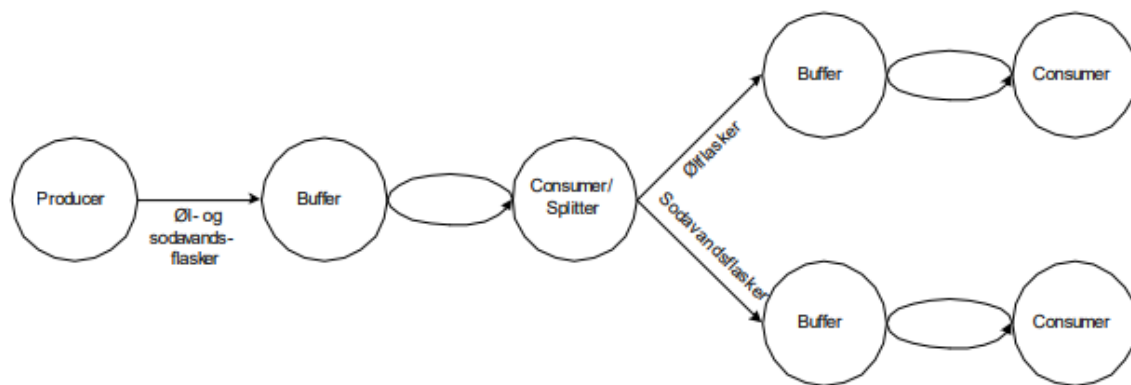 Producer
Øl- og
sodavands-
flasker
Buffer
Consumer/
Splitter
Ølflasker
Sodavandsflasker
Buffer
Consumer
Buffer
Consumer